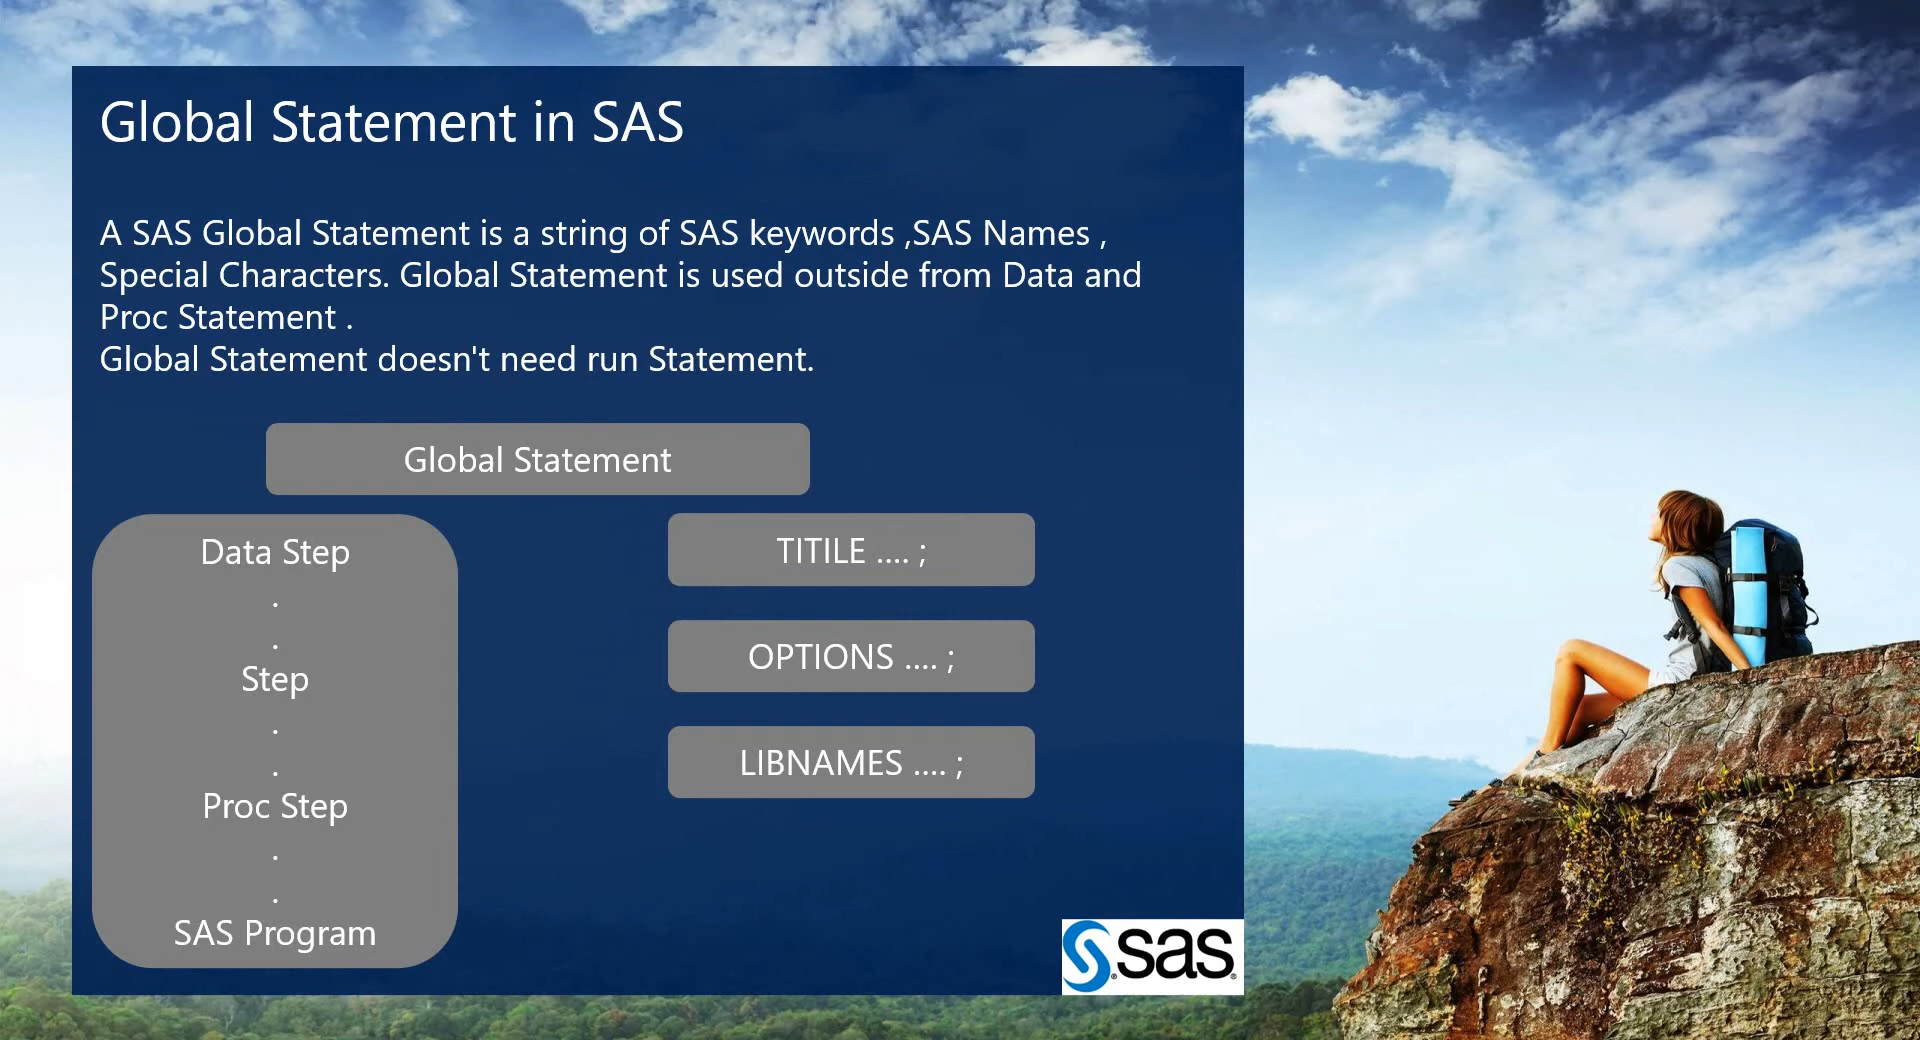 Global Statement in SAS
A SAS Global Statement is a string of SAS keywords ,SAS Names ,
Special Characters. Global Statement is used outside from Data and
Proc Statement .
Global Statement doesn't need run Statement.
Global Statement
Data Step
.
.
Step
.
.
Proc Step
.
.
SAS Program
TITILE .... ;
OPTIONS .... ;
LIBNAMES .... ;
sas